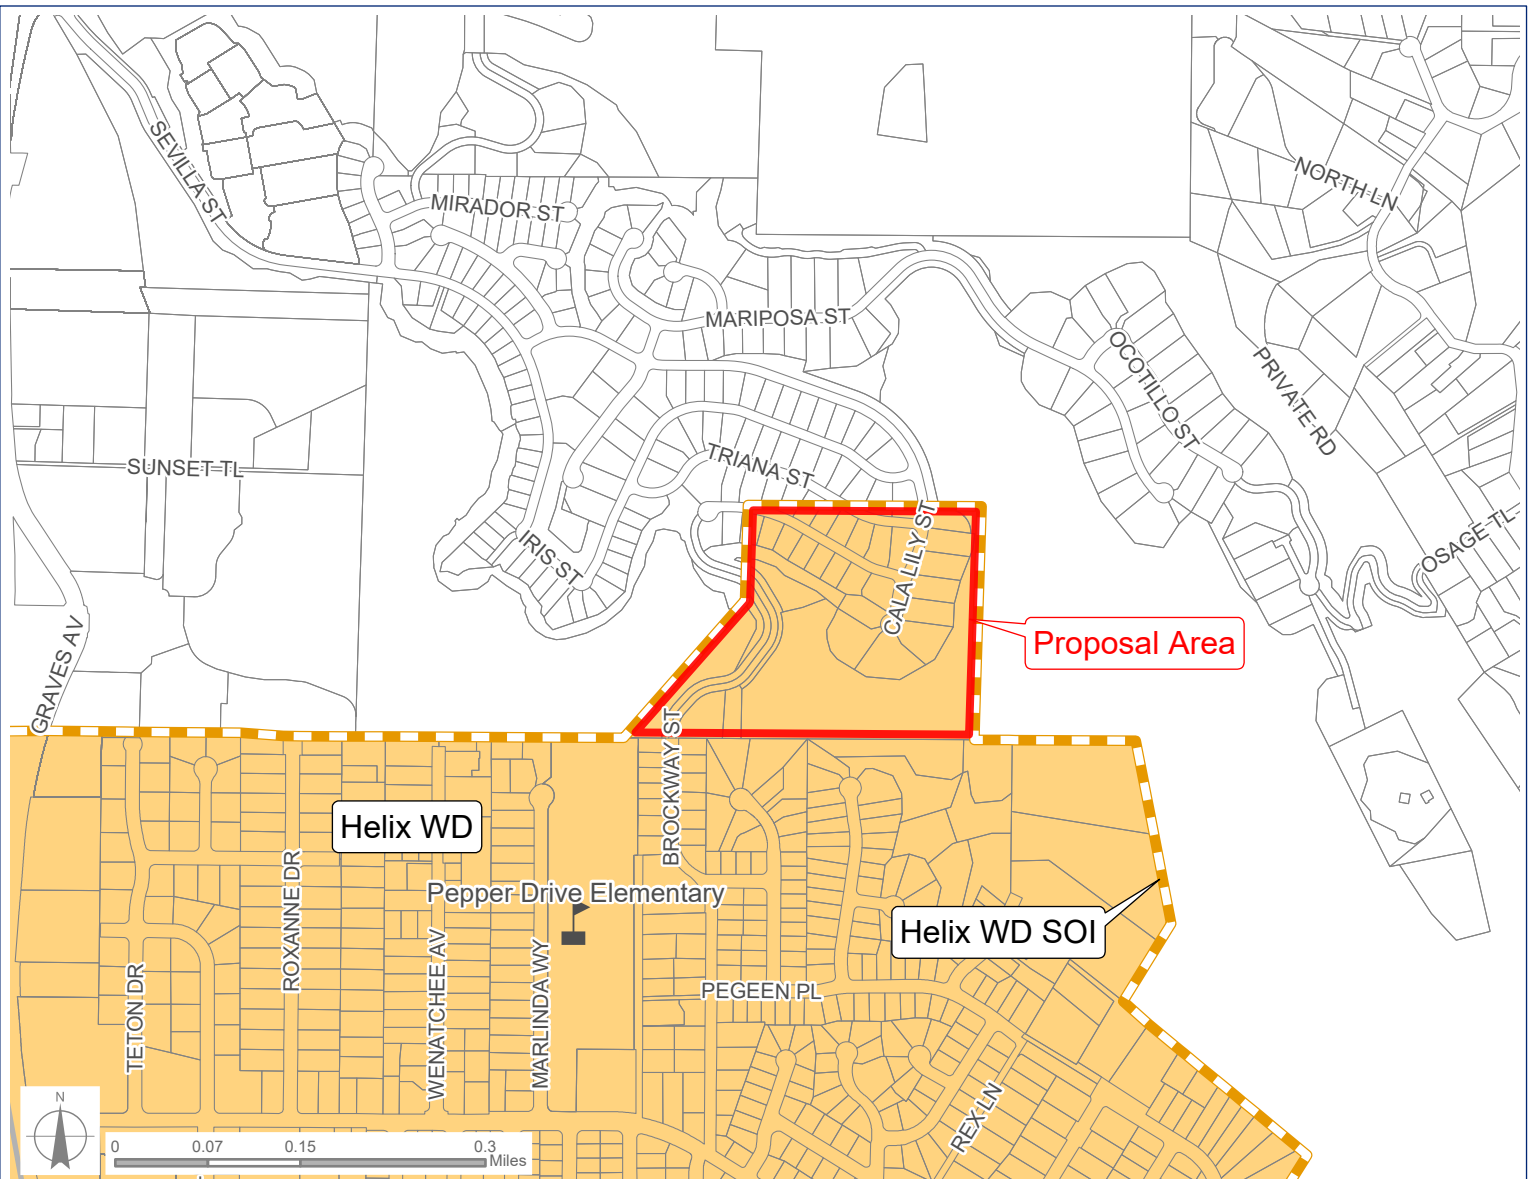 SEVILLA ST
MIRADOR ST
NORTH LN
MARIPOSA ST
OCOTILLO ST
PRIVATE RD
SUNSET TL
TRIANA ST
IRIS ST
CALA LILY ST
OSAGE TL
GRAVES AV
Proposal Area
BROCKWAY ST
Helix WD
ROXANNE DR
Pepper Drive Elementary
Helix WD SOI
TETON DR
WENATCHEE AV
MARLINDA WY
PEGEEN PL
REX LN
N
0 0.07 0.15 0.3
Miles